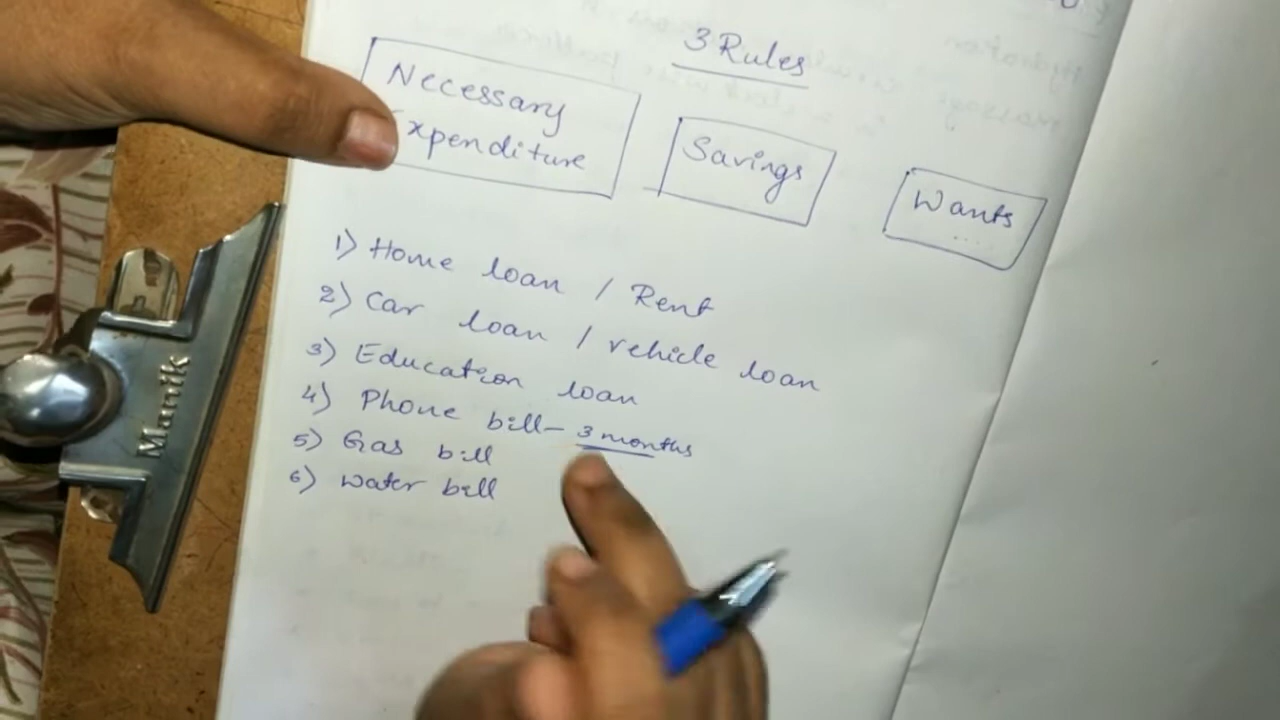 3 Rules
Necessary
Expenditure
Savings
Wants
1) Home loan / Rent
2) Car loan / vehicle loan
3) Education loan
4) Phone bill - 3 months
5) Gas bill
6) Water bill
Manik